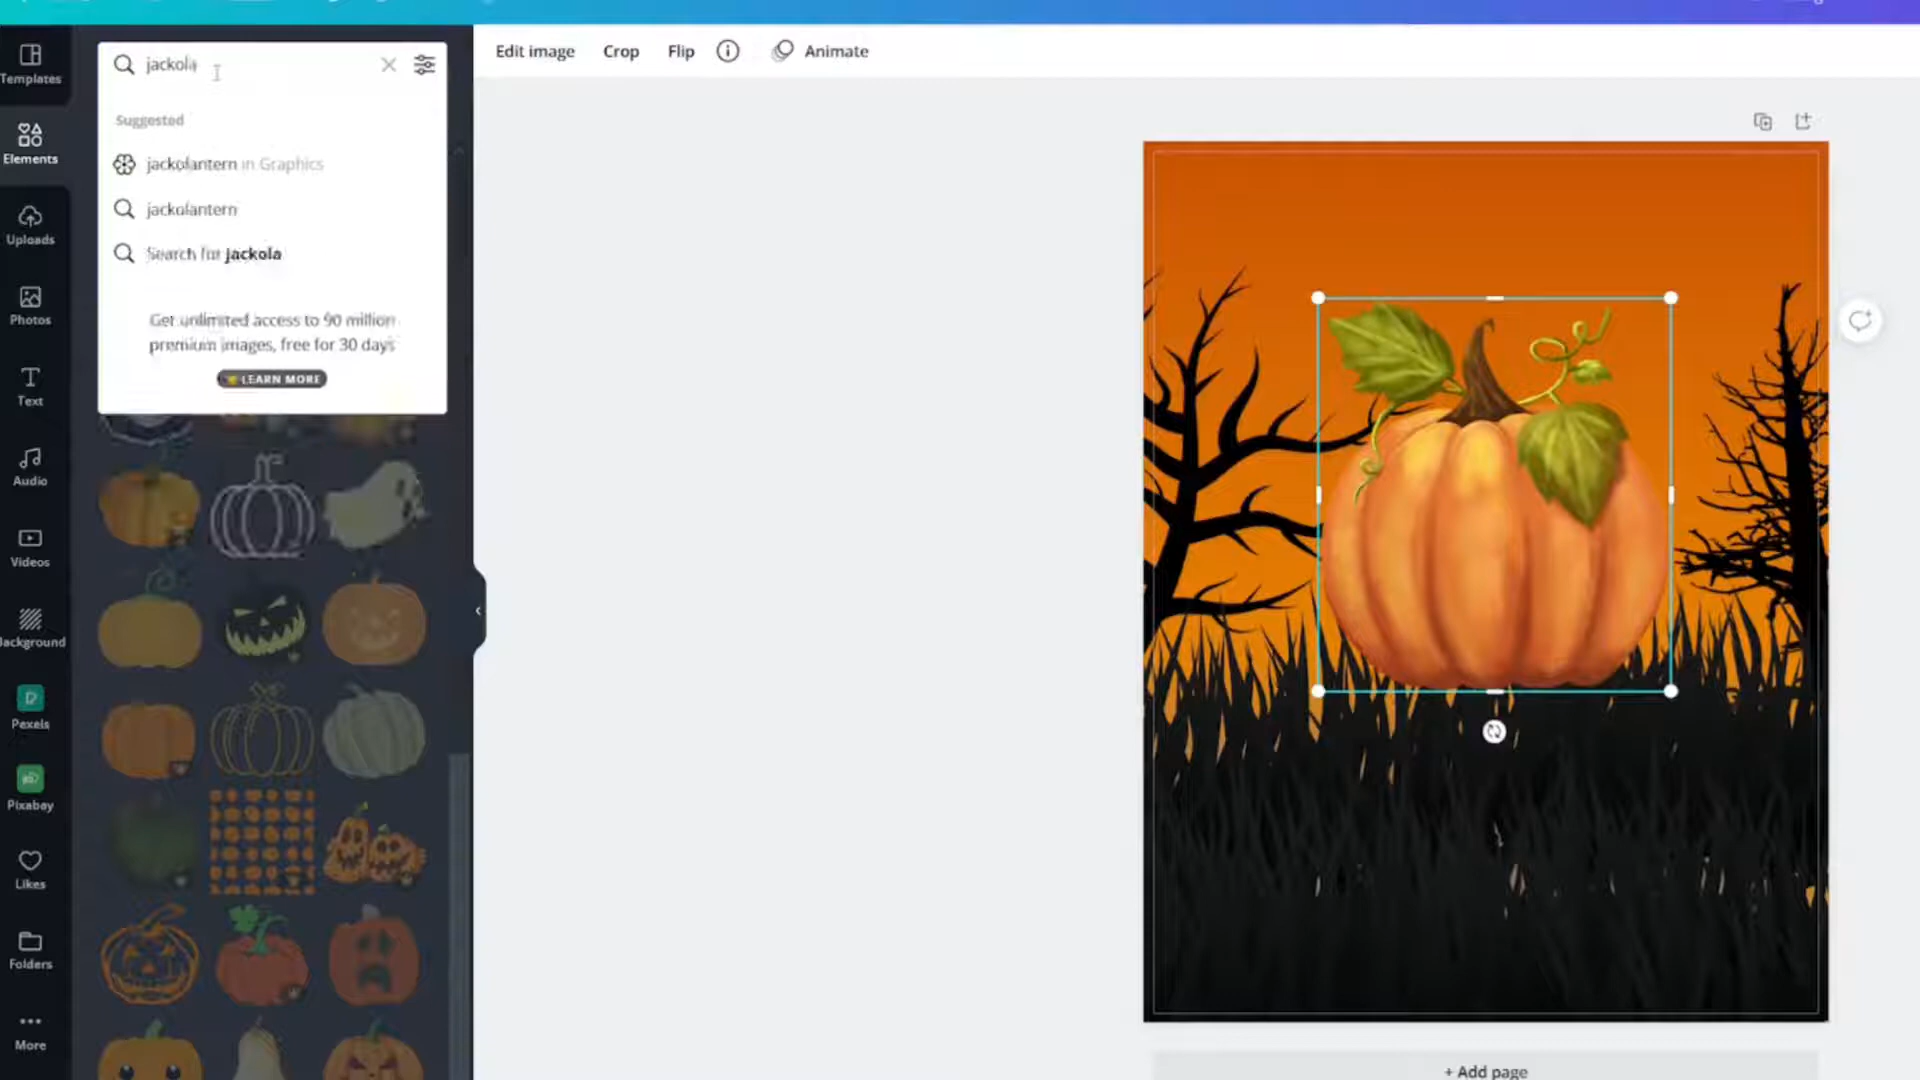 Templates
Elements
Uploads
Photos
Text
Audio
Videos
Background
Pexels
Pixabay
Likes
Folders
More
jackola
Suggested
jackolantern in Graphics
jackolantern
Search for jackola
Get unlimited access to 90 million
premium images, free for 30 days
LEARN MORE
Edit image
Crop
Flip
Animate
+ Add page